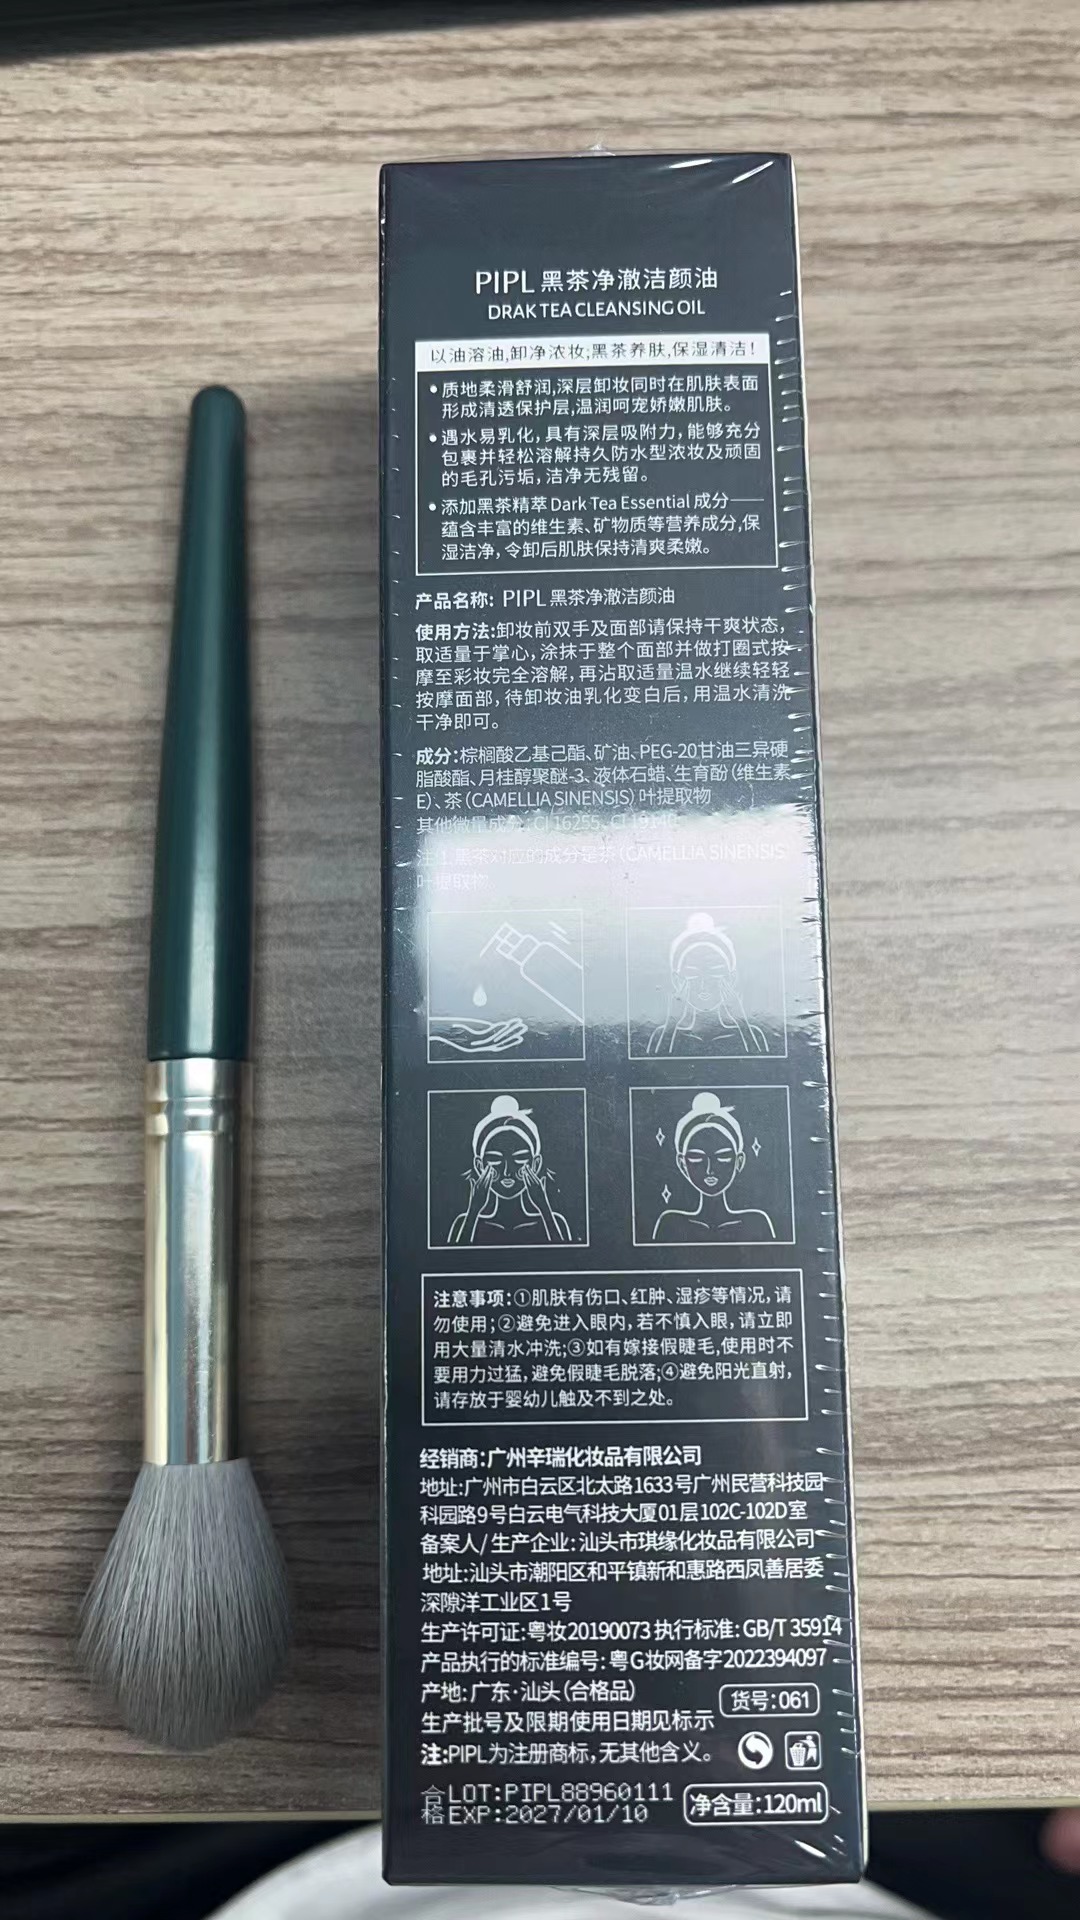 PIPL 黑茶净澈洁颜油
DRAK TEA CLEANSING OIL
以油溶油,卸净浓妆;黑茶养肤,保湿清洁!
• 质地柔滑舒润,深层卸妆同时在肌肤表面
形成清透保护层,温润呵宠娇嫩肌肤。
• 遇水易乳化,具有深层吸附力,能够充分
包裹并轻松溶解持久防水型浓妆及顽固
的毛孔污垢,洁净无残留。
• 添加黑茶精萃 Dark Tea Essential 成分——
蕴含丰富的维生素、矿物质等营养成分,保
湿洁净,令卸后肌肤保持清爽柔嫩。
产品名称: PIPL 黑茶净澈洁颜油
使用方法:卸妆前双手及面部请保持干爽状态,
取适量于掌心,涂抹于整个面部并做打圈式按
摩至彩妆完全溶解,再沾取适量温水继续轻轻
按摩面部,待卸妆油乳化变白后,用温水清洗
干净即可。
成分:棕榈酸乙基己酯、矿油、PEG-20甘油三异硬
脂酸酯、月桂醇聚醚-3、液体石蜡、生育酚(维生素
E)、茶(CAMELLIA SINENSIS)叶提取物
其他微量成分:CI 16255、CI 19140
注:1.黑茶对应的成分是茶(CAMELLIA SINENSIS
叶提取物
注意事项:①肌肤有伤口、红肿、湿疹等情况,请
勿使用;②避免进入眼内,若不慎入眼,请立即
用大量清水冲洗;③如有嫁接假睫毛,使用时不
要用力过猛,避免假睫毛脱落;④避免阳光直射,
请存放于婴幼儿触及不到之处。
经销商:广州辛瑞化妆品有限公司
地址:广州市白云区北太路1633号广州民营科技园
科园路9号白云电气科技大厦01层102C-102D室
备案人/生产企业:汕头市琪缘化妆品有限公司
地址:汕头市潮阳区和平镇新和惠路西凤善居委
深隙洋工业区1号
生产许可证:粤妆20190073 执行标准:GB/T 35914
产品执行的标准编号:粤G妆网备字2022394097
产地:广东·汕头(合格品)
货号:061
生产批号及限期使用日期见标示
注:PIPL为注册商标,无其他含义。
合格
LOT:PIPL88960111
EXP:2027/01/10
净含量:120ml